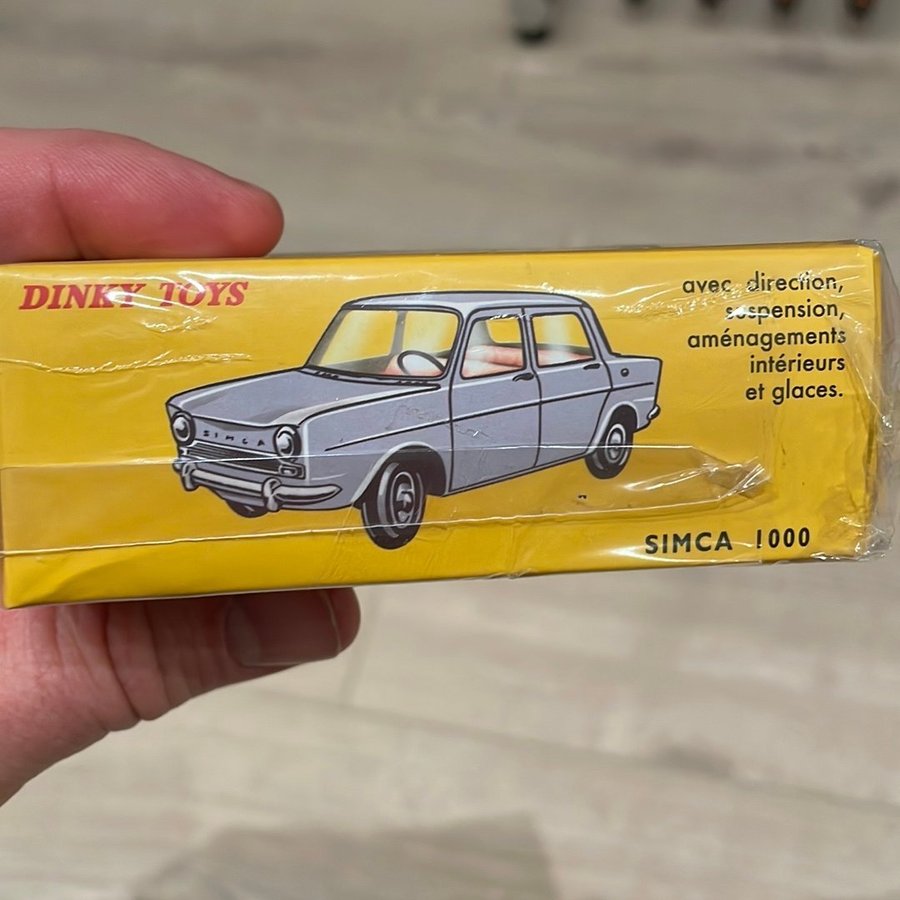 DINKY TOYS
avec direction,
suspension,
aménagements
intérieurs
et glaces.
SIMCA
SIMCA 1000